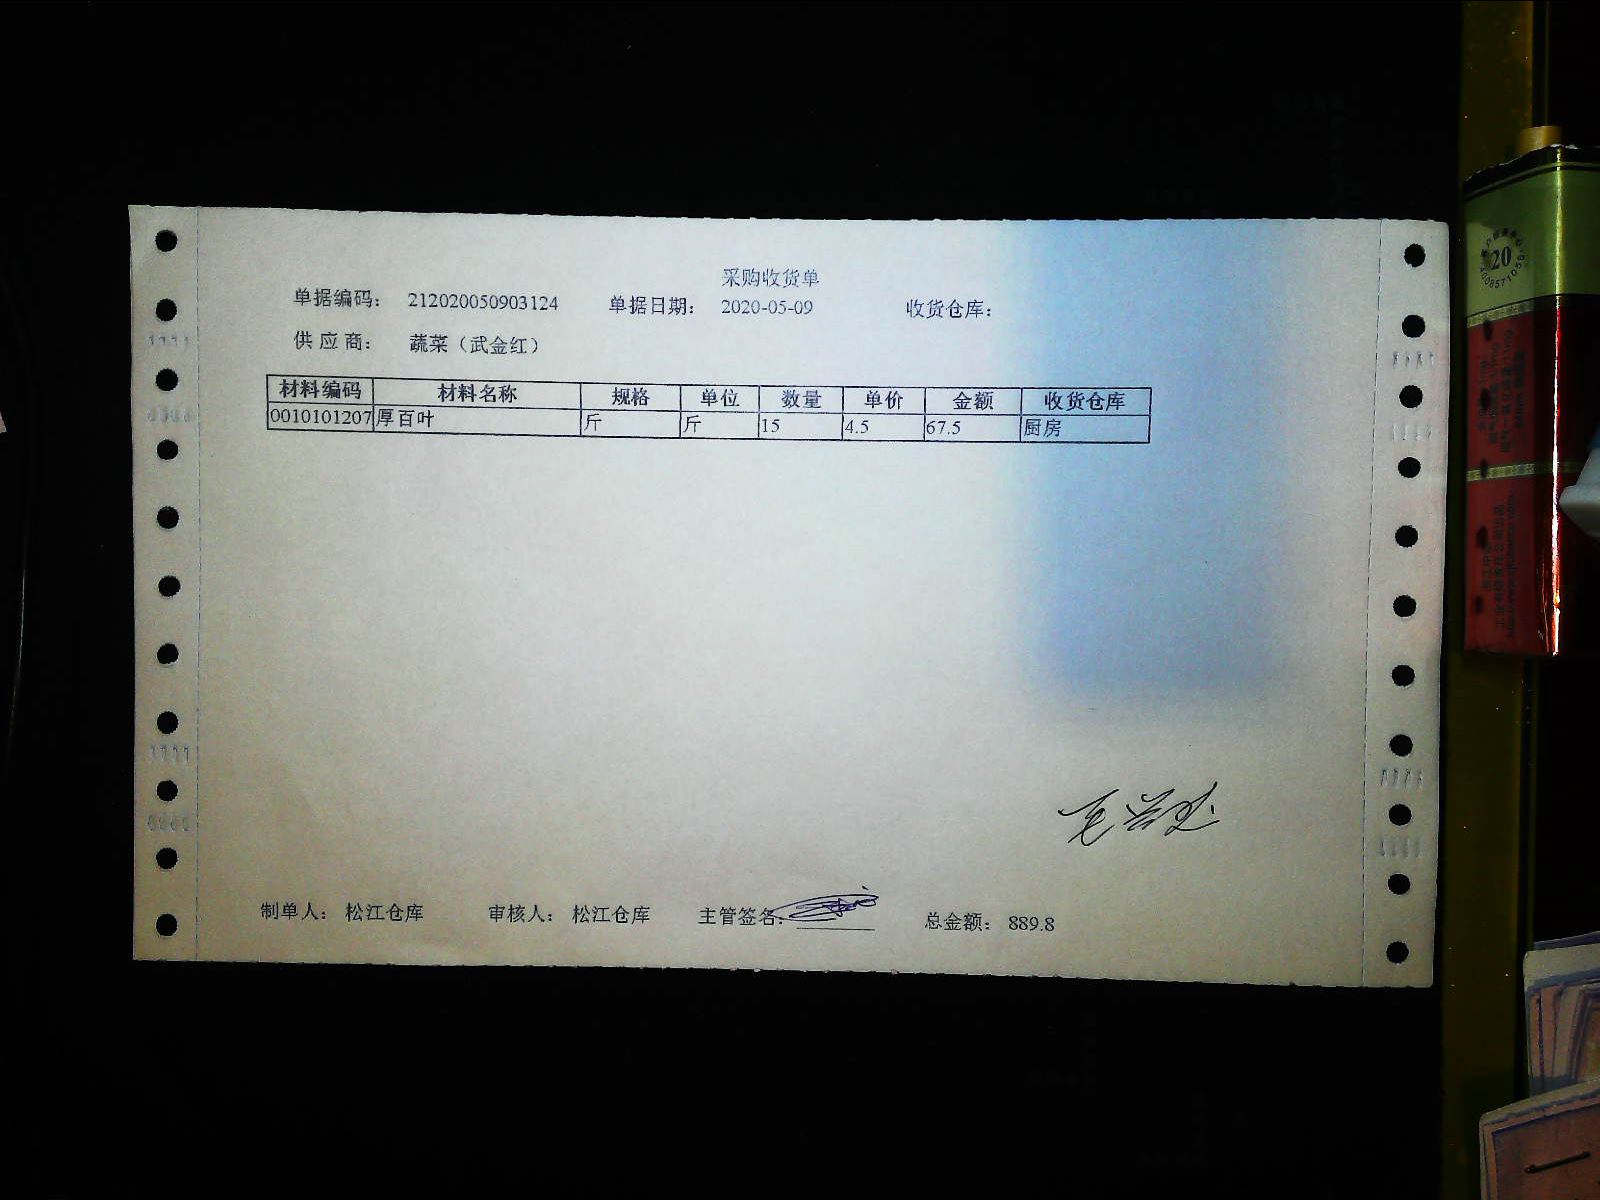 采购收货单
单据编码： 212020050903124 单据日期： 2020-05-09 收货仓库：
供 应 商： 蔬菜（武金红）
材料编码 材料名称 规格 单位 数量 单价 金额 收货仓库
0010101207 厚百叶 斤 斤 15 4.5 67.5 厨房
制单人： 松江仓库 审核人： 松江仓库 主管签名： 总金额： 889.8
20